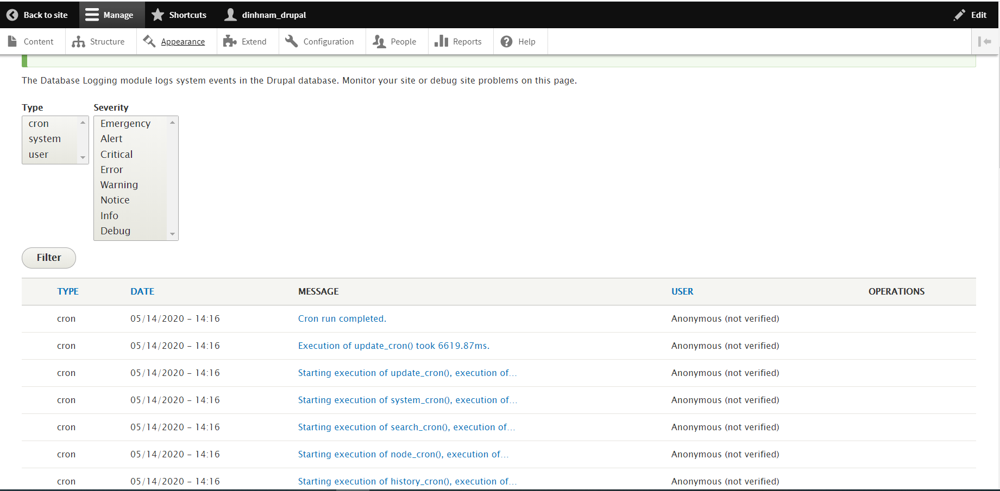 Back to site Manage Shortcuts dinhnam_drupal Edit
Content Structure Appearance Extend Configuration People Reports Help
The Database Logging module logs system events in the Drupal database. Monitor your site or debug site problems on this page.
Type Severity
cron
system
user
Emergency
Alert
Critical
Error
Warning
Notice
Info
Debug
Filter
TYPE DATE MESSAGE USER OPERATIONS
cron 05/14/2020 - 14:16 Cron run completed. Anonymous (not verified)
cron 05/14/2020 - 14:16 Execution of update_cron() took 6619.87ms. Anonymous (not verified)
cron 05/14/2020 - 14:16 Starting execution of update_cron(), execution of… Anonymous (not verified)
cron 05/14/2020 - 14:16 Starting execution of system_cron(), execution of… Anonymous (not verified)
cron 05/14/2020 - 14:16 Starting execution of search_cron(), execution of… Anonymous (not verified)
cron 05/14/2020 - 14:16 Starting execution of node_cron(), execution of… Anonymous (not verified)
cron 05/14/2020 - 14:16 Starting execution of history_cron(), execution of… Anonymous (not verified)